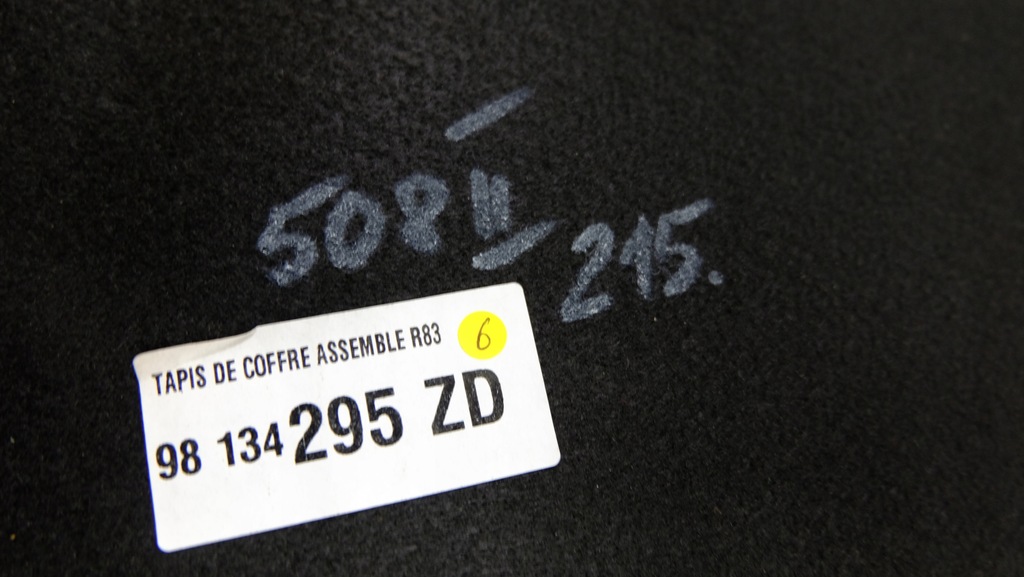 508 II
215.
TAPIS DE COFFRE ASSEMBLE R83
6
98 134 295 ZD